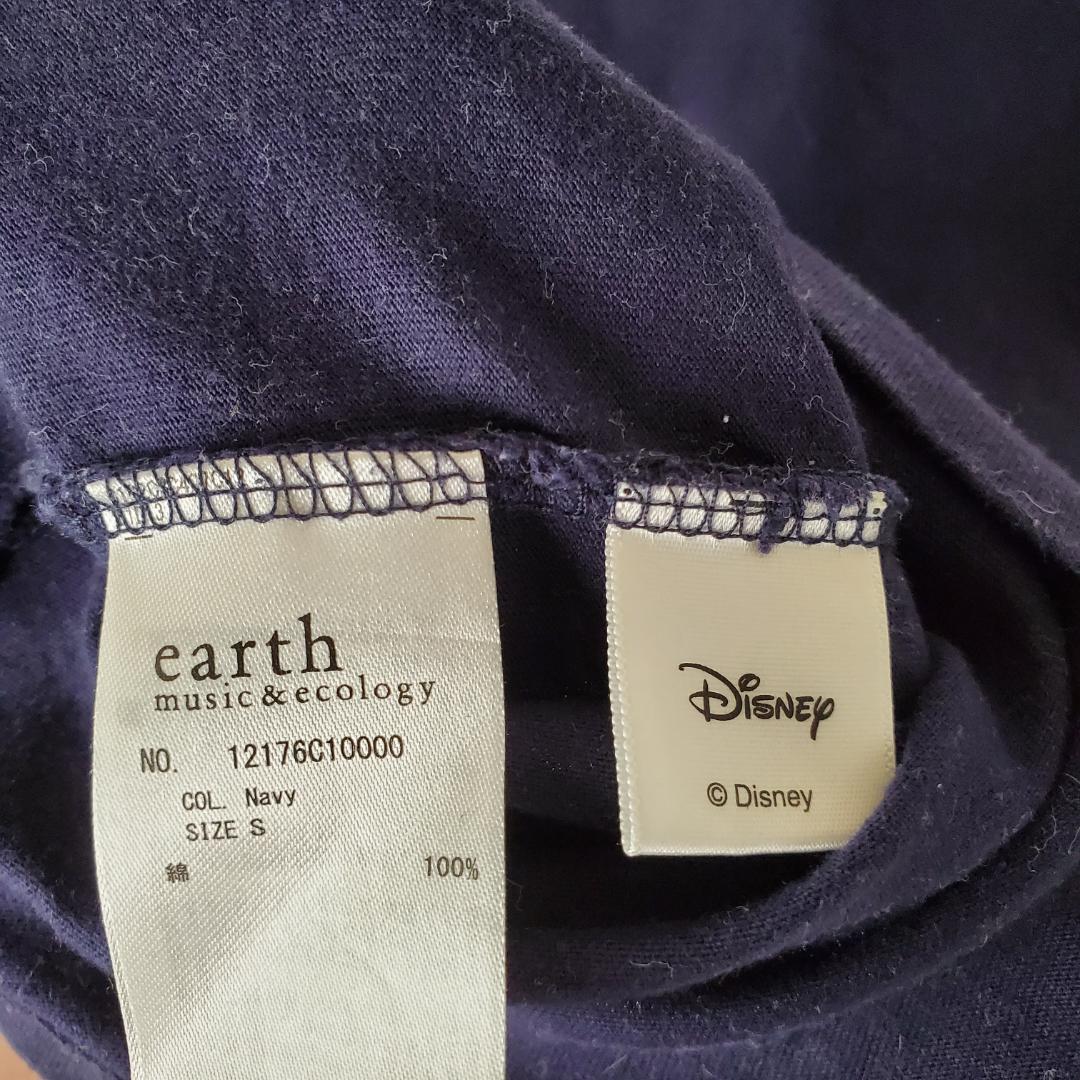 earth
music&ecology
NO. 12176C10000
COL. Navy
SIZE S
綿 100%
Disney
© Disney